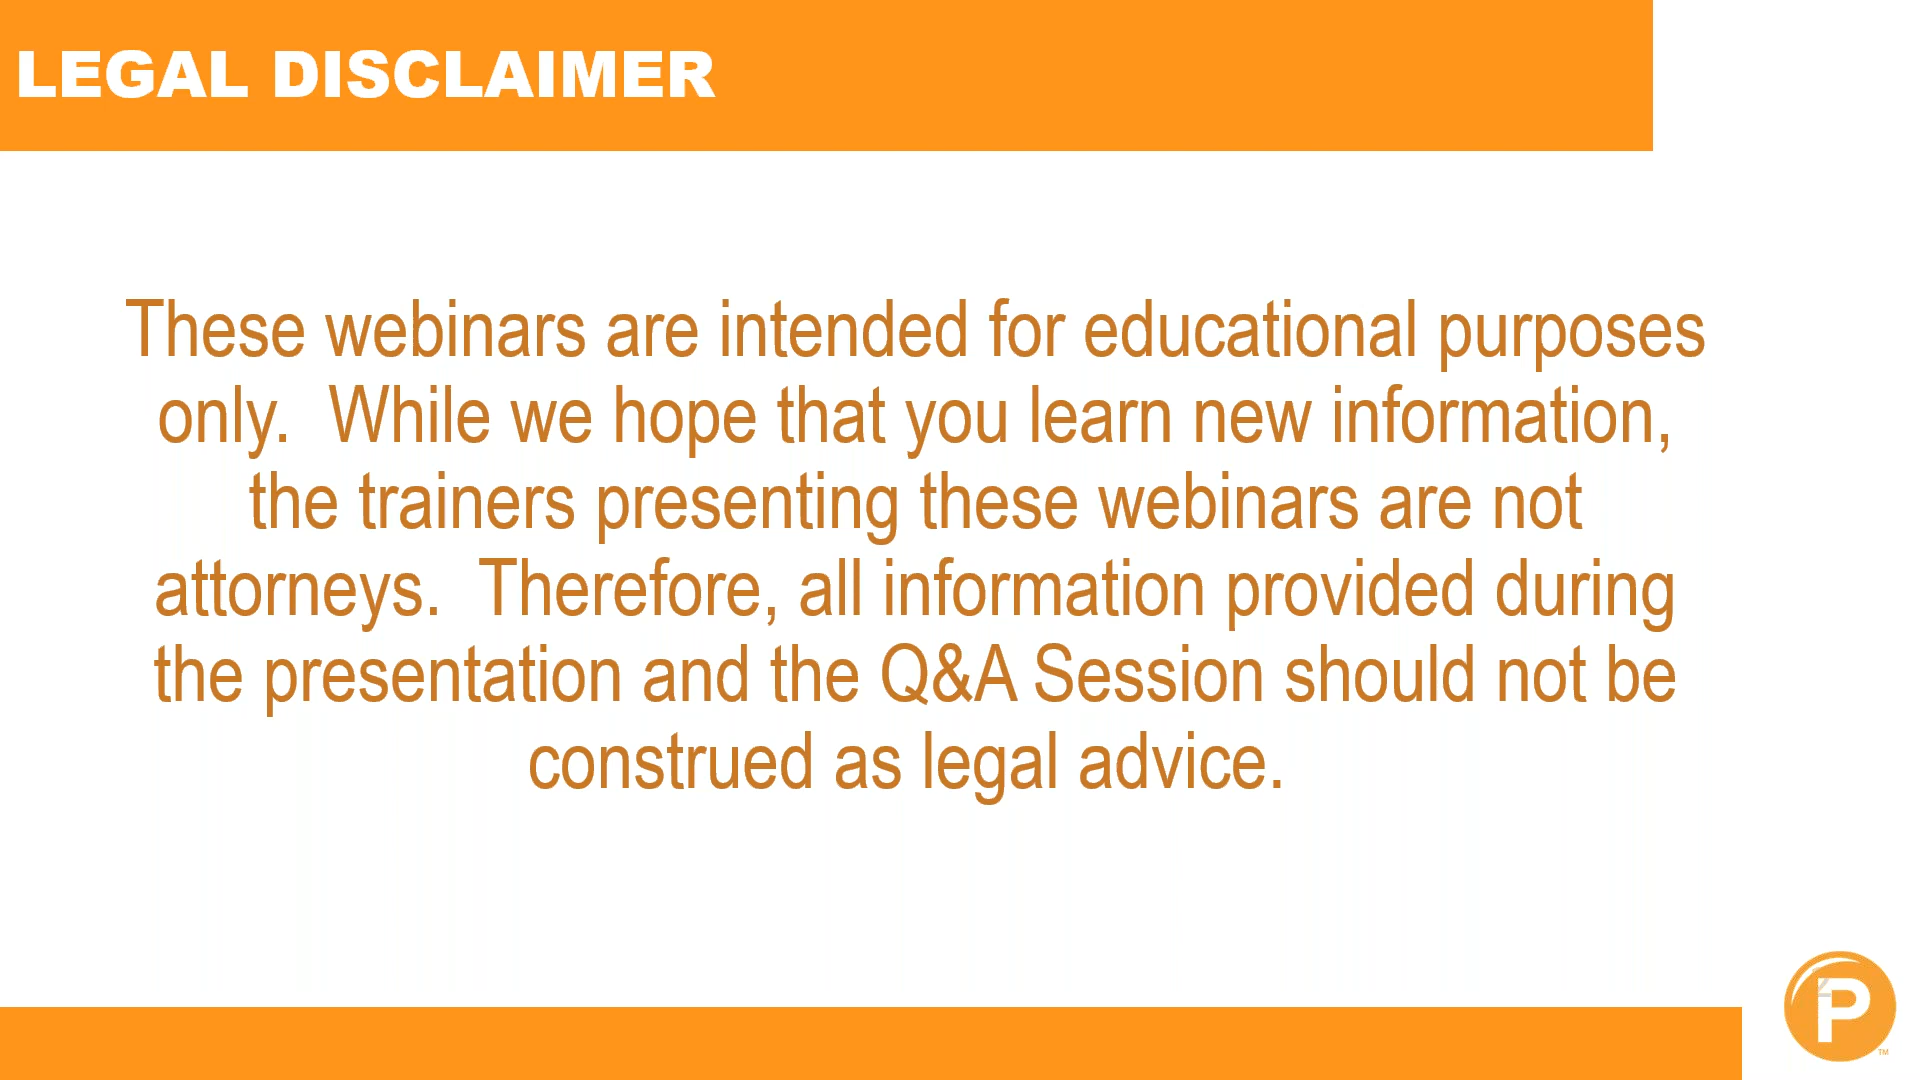 LEGAL DISCLAIMER
These webinars are intended for educational purposes
only.  While we hope that you learn new information,
the trainers presenting these webinars are not
attorneys.  Therefore, all information provided during
the presentation and the Q&A Session should not be
construed as legal advice.
P
TM